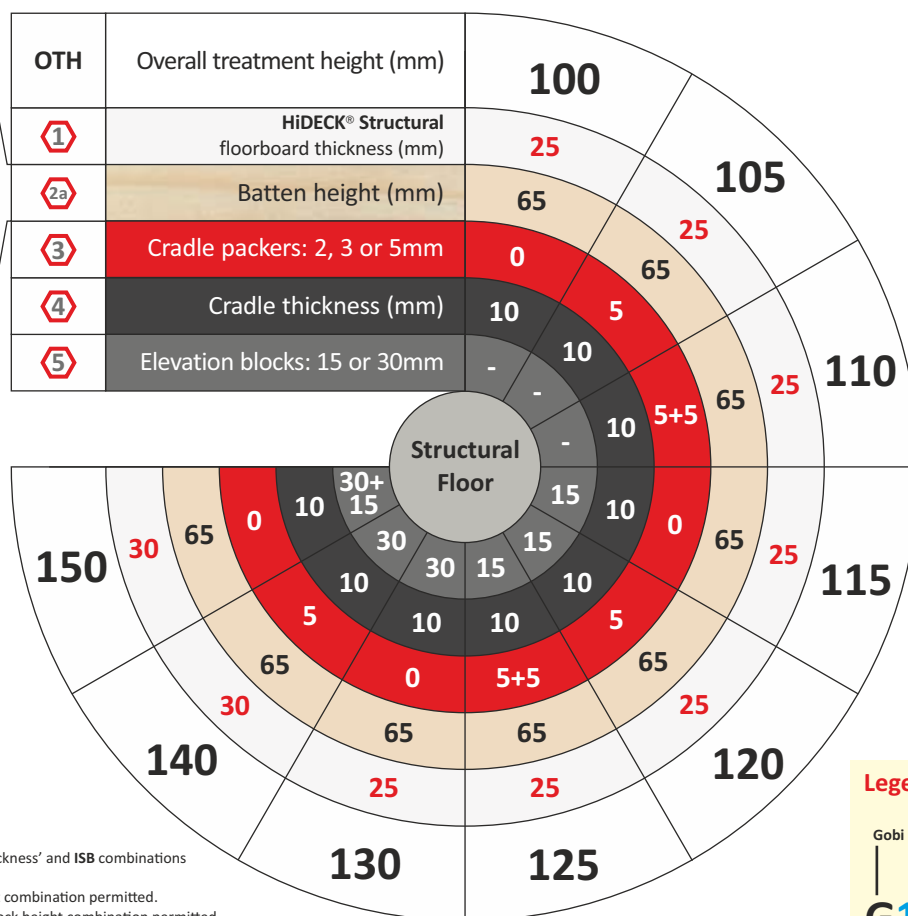 OTH Overall treatment height (mm)
1 HiDECK® Structural
floorboard thickness (mm)
2a Batten height (mm)
3 Cradle packers: 2, 3 or 5mm
4 Cradle thickness (mm)
5 Elevation blocks: 15 or 30mm
Structural
Floor
100 25 65 0 10 -
105 25 65 5 10 -
110 25 65 5+5 10 -
115 25 65 0 10 15
120 25 65 5 10 15
125 25 65 5+5 10 15
130 25 65 0 10 30
140 30 65 5 10 30
150 30 65 0 10 30+
15
ckness’ and ISB combinations
combination permitted.
ock height combination permitted
Lege
Gobi
G1